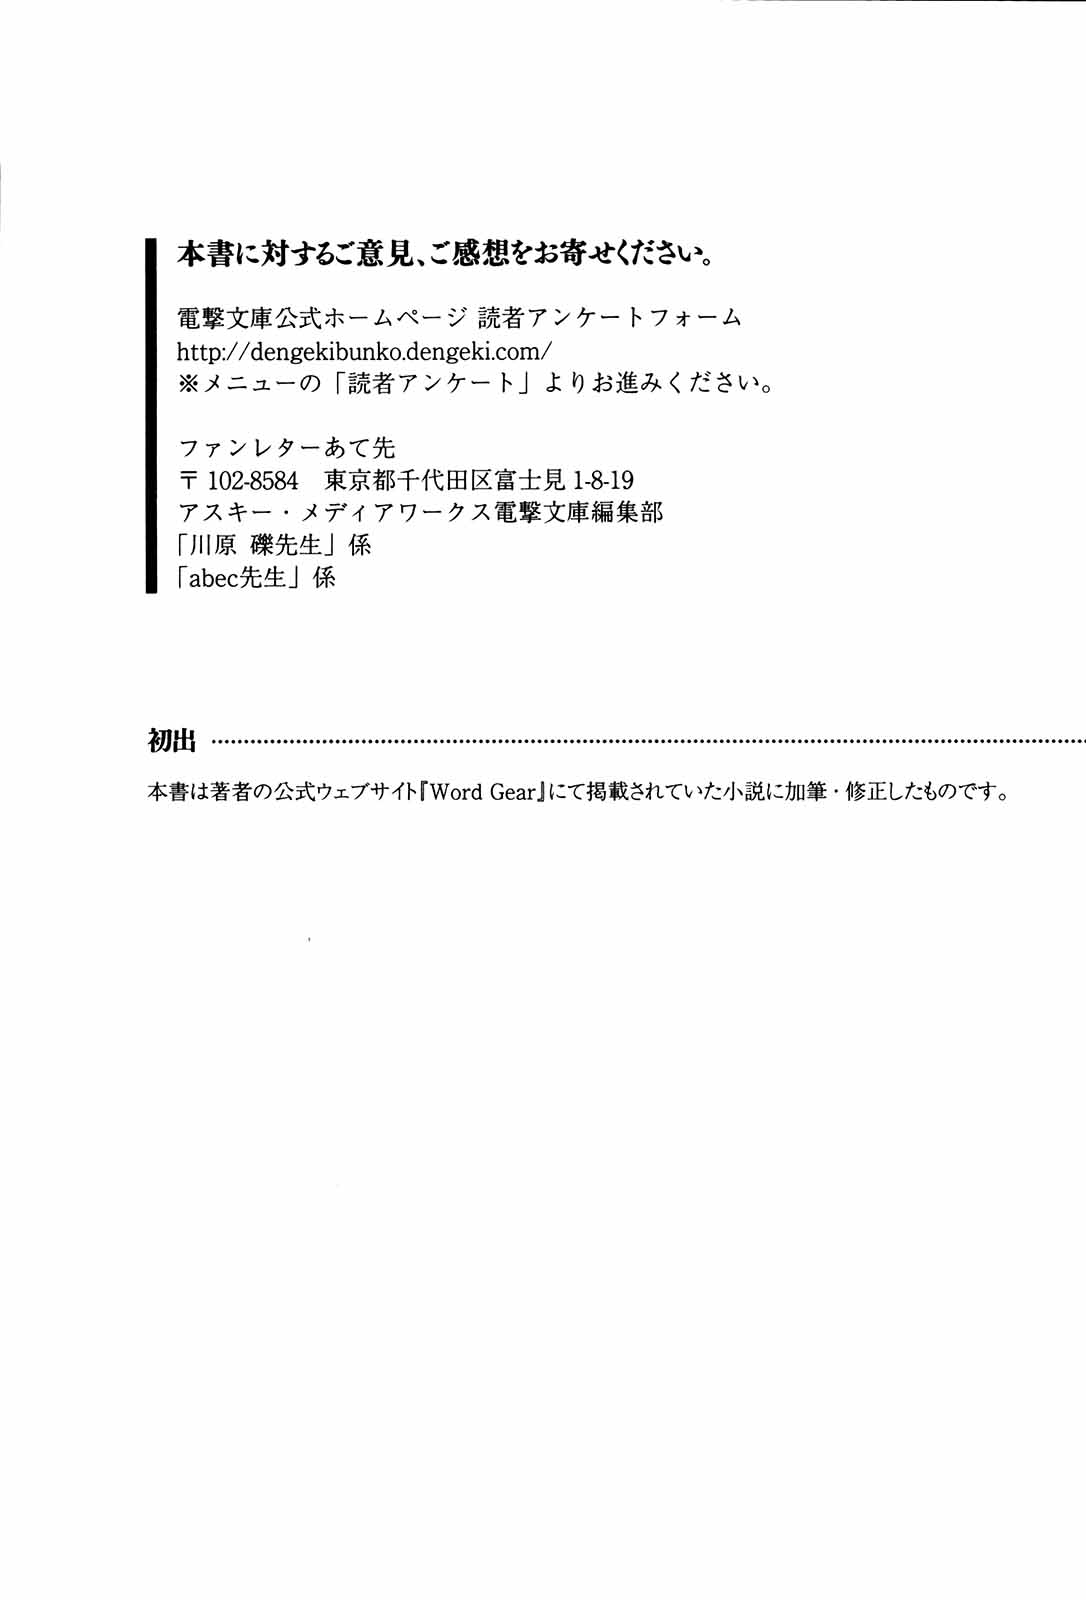 本書に対するご意見、ご感想をお寄せください。
電撃文庫公式ホームページ 読者アンケートフォーム
http://dengekibunko.dengeki.com/
※メニューの「読者アンケート」よりお進みください。
ファンレターあて先
〒102-8584　東京都千代田区富士見1-8-19
アスキー・メディアワークス電撃文庫編集部
「川原 礫先生」係
「abec先生」係
初出
本書は著者の公式ウェブサイト『Word Gear』にて掲載されていた小説に加筆・修正したものです。